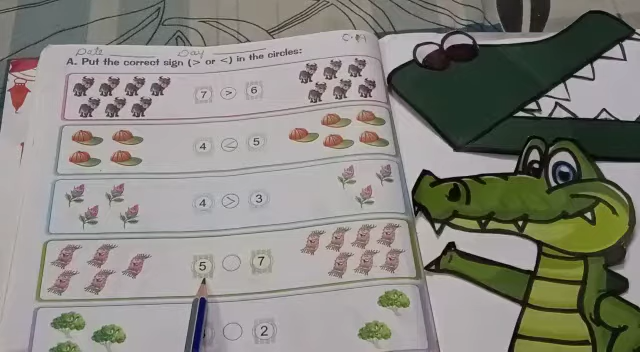 Date Day C.W
A. Put the correct sign (> or <) in the circles:
7 > 6
4 < 5
4 > 3
5 7
2